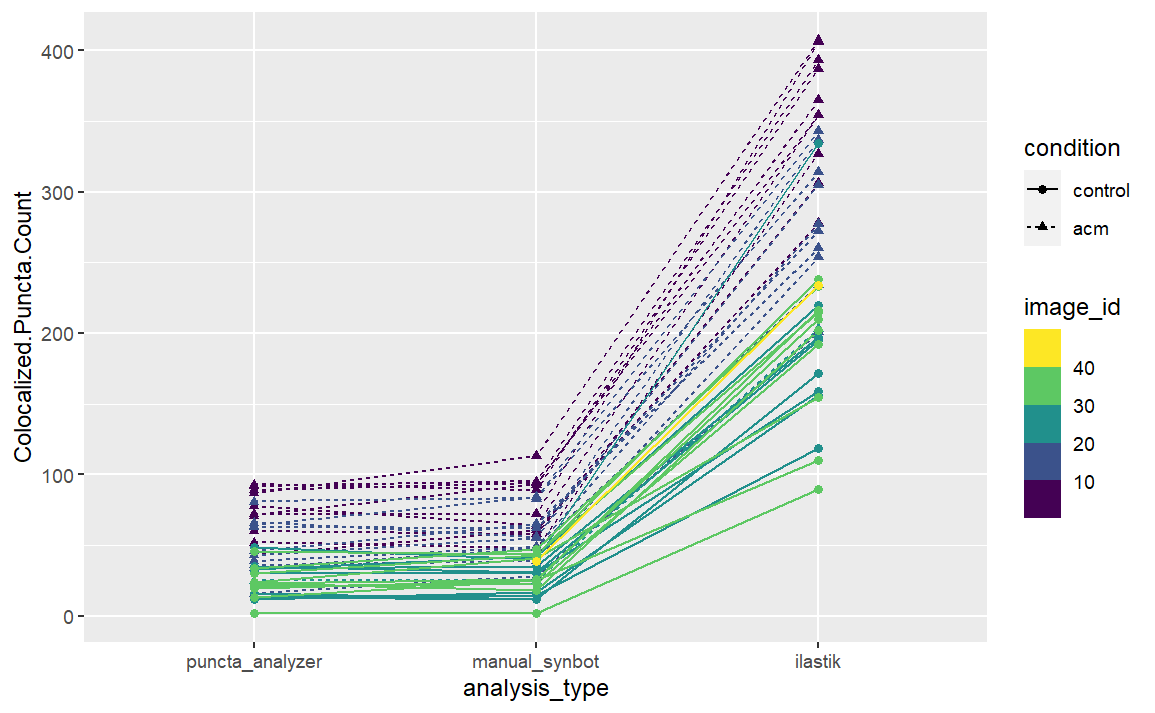 Colocalized.Puncta.Count
400
300
200
100
0
puncta_analyzer
manual_synbot
ilastik
analysis_type
condition
control
acm
image_id
40
30
20
10